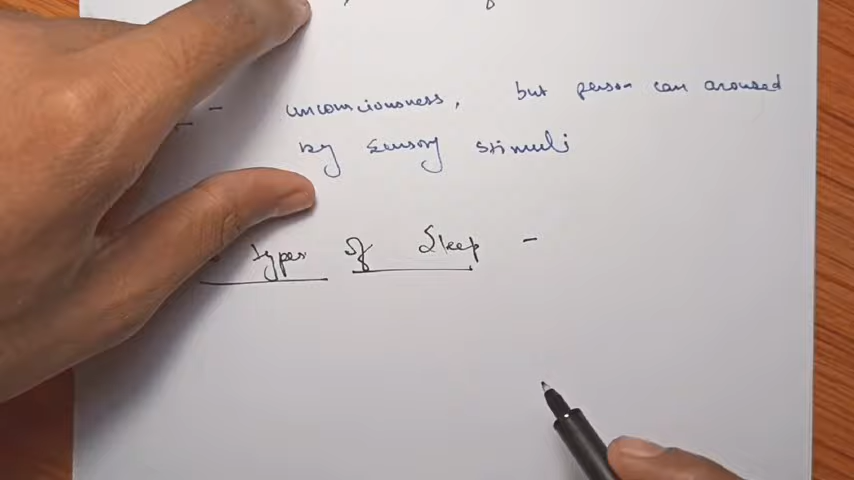 unconsciousness, but person can aroused
by sensory stimuli
types of Sleep -